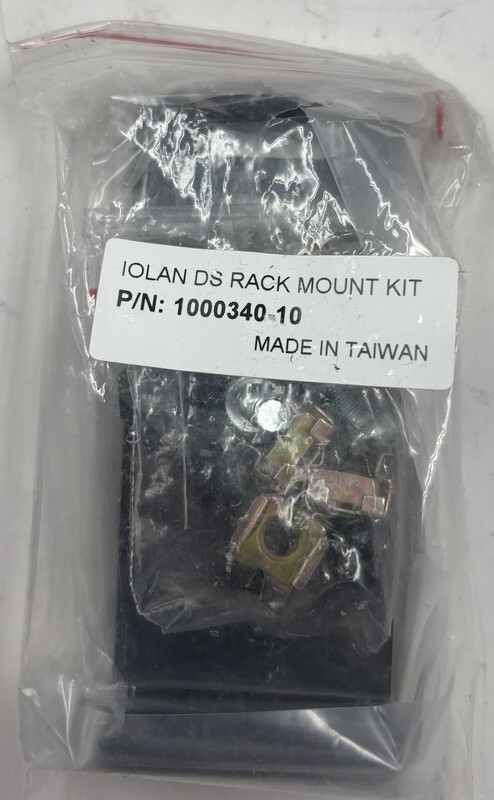 IOLAN DS RACK MOUNT KIT
P/N: 1000340-10
MADE IN TAIWAN